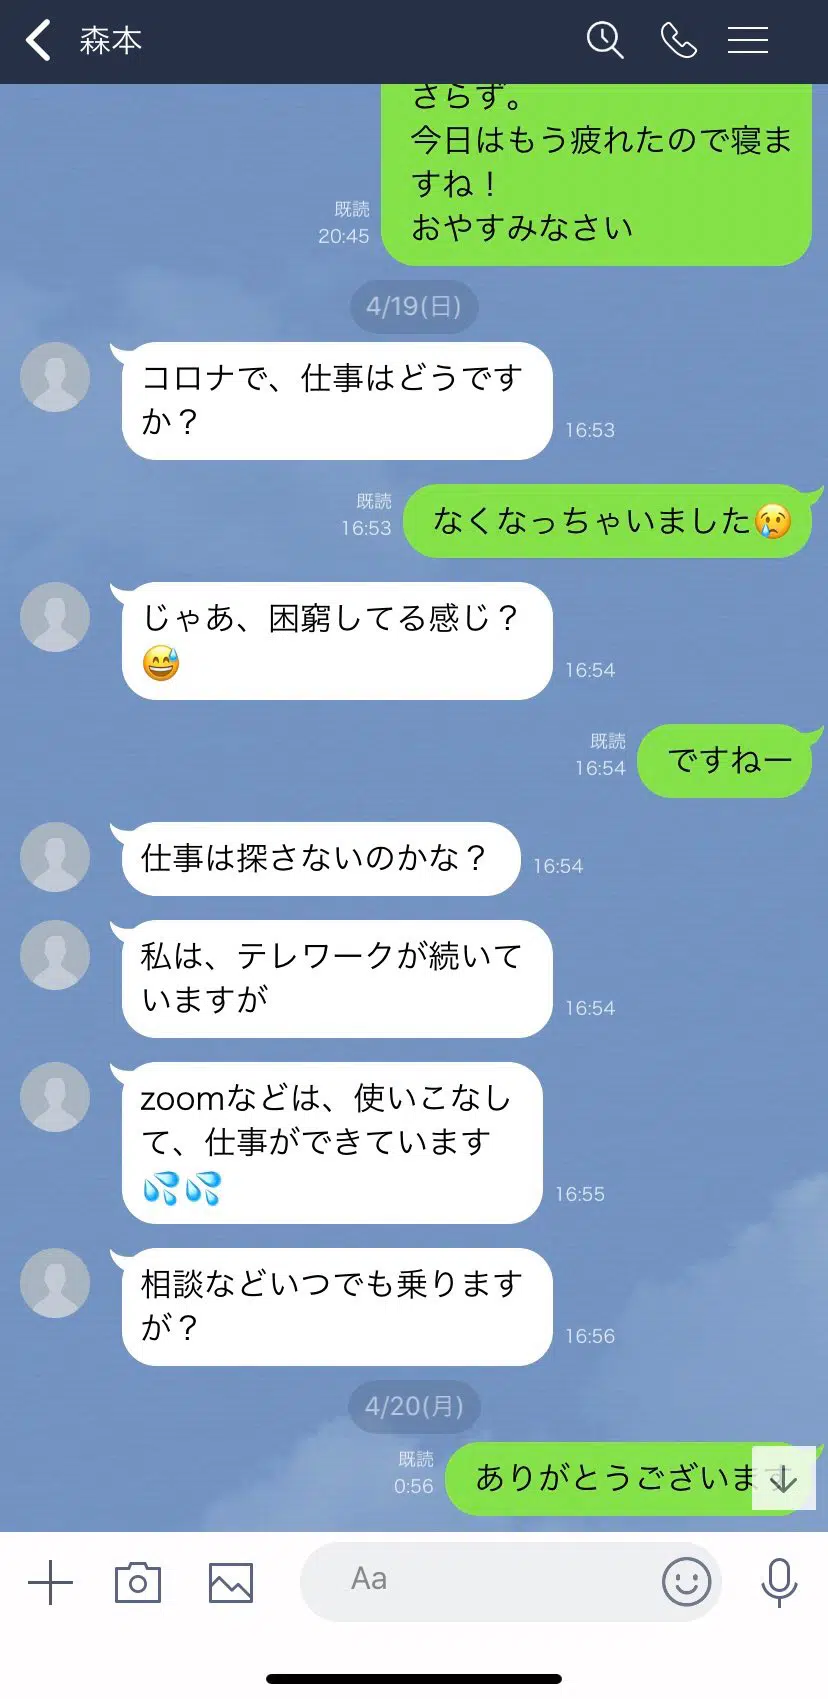 森本
さらず。
今日はもう疲れたので寝ま
すね！
おやすみなさい
既読
20:45
4/19(日)
コロナで、仕事はどうです
か？
16:53
既読
16:53
なくなっちゃいました😢
じゃあ、困窮してる感じ？
😅
16:54
既読
16:54
ですねー
仕事は探さないのかな？
16:54
私は、テレワークが続いて
いますが
16:54
zoomなどは、使いこなし
て、仕事ができています
💦💦
16:55
相談などいつでも乗ります
が？
16:56
4/20(月)
既読
0:56
ありがとうございます
Aa